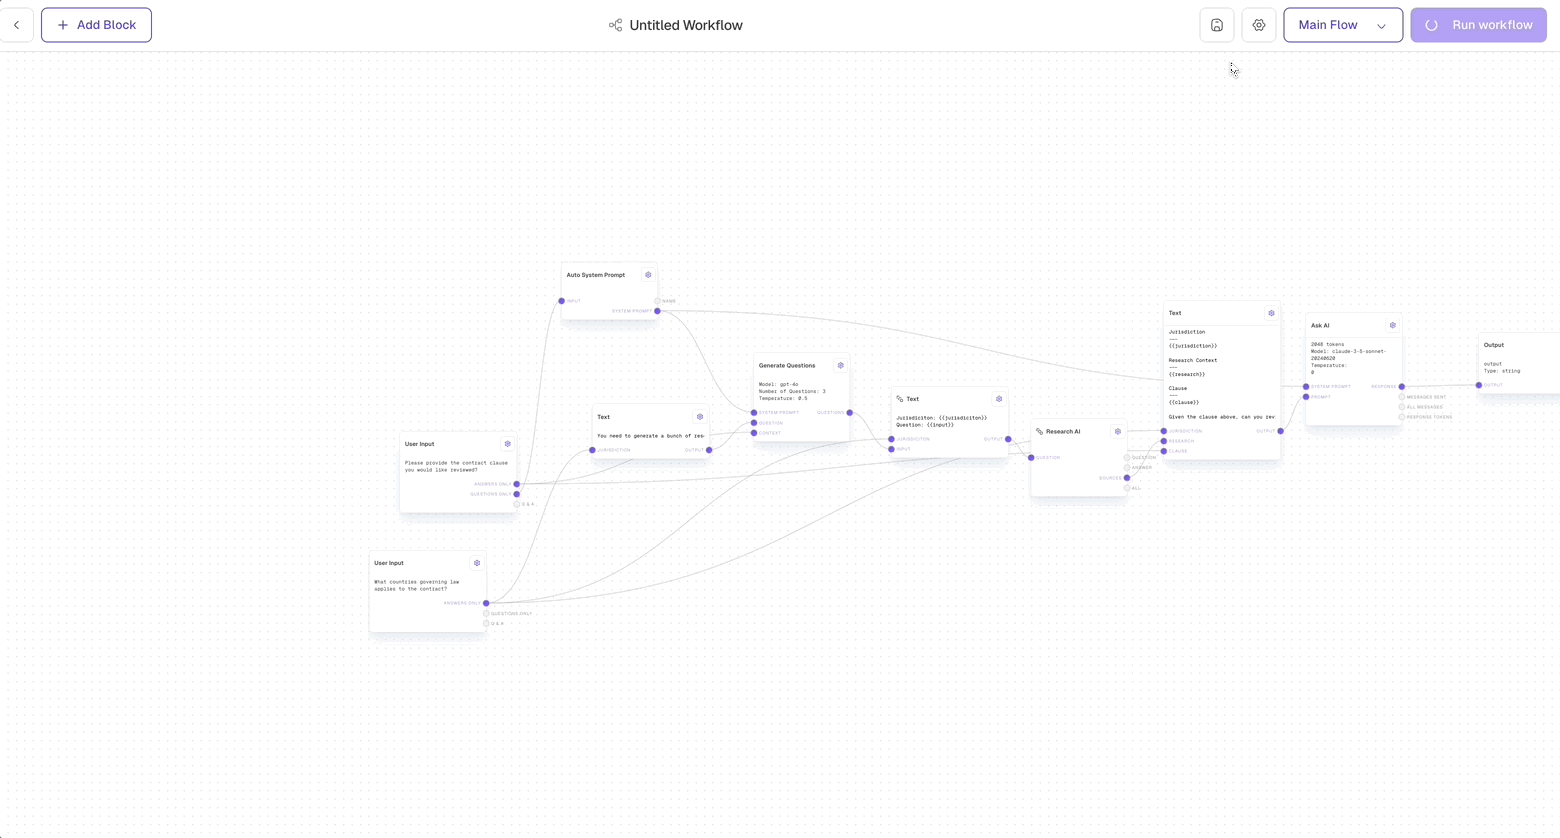 Add Block
Untitled Workflow
Main Flow
Run workflow
Auto System Prompt
INPUT
NAME
SYSTEM PROMPT
Generate Questions
Model: gpt-4o
Number of Questions: 3
Temperature: 0.5
SYSTEM PROMPT
QUESTIONS
QUESTION
CONTEXT
Text
You need to generate a bunch of res
JURISDICTION
OUTPUT
User Input
Please provide the contract clause
you would like reviewed?
ANSWERS ONLY
QUESTIONS ONLY
Q & A
User Input
What countries governing law
applies to the contract?
ANSWERS ONLY
QUESTIONS ONLY
Q & A
Text
Jurisdiciton: {{jurisdiciton}}
Question: {{input}}
JURISDICITON
OUTPUT
INPUT
Research AI
QUESTION
QUESTION
ANSWER
SOURCES
ALL
Text
Jurisdiction
---
{{jurisdiction}}
Research Context
---
{{research}}
Clause
---
{{clause}}
Given the clause above, can you rev
JURISDICTION
OUTPUT
RESEARCH
CLAUSE
Ask AI
2048 tokens
Model: claude-3-5-sonnet-
20240620
Temperature:
0
SYSTEM PROMPT
RESPONSE
PROMPT
MESSAGES SENT
ALL MESSAGES
RESPONSE TOKENS
Output
output
Type: string
OUTPUT